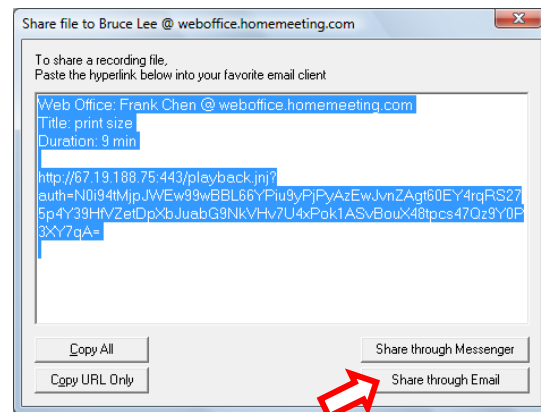 Share file to Bruce Lee @ weboffice.homemeeting.com
To share a recording file,
Paste the hyperlink below into your favorite email client
Web Office: Frank Chen @ weboffice.homemeeting.com
Title: print size
Duration: 9 min
http://67.19.188.75:443/playback.jnj?
auth=N0i94tMjpJWEw99wBBL66YPiu9yPjPyAzEwJvnZAgt60EY4rqRS27
5p4Y39HfVZetDpXbJuabG9NkVHv7U4xPok1ASvBouX48tpcs47Qz9Y0P
3XY7qA=
Copy All
Share through Messenger
Copy URL Only
Share through Email